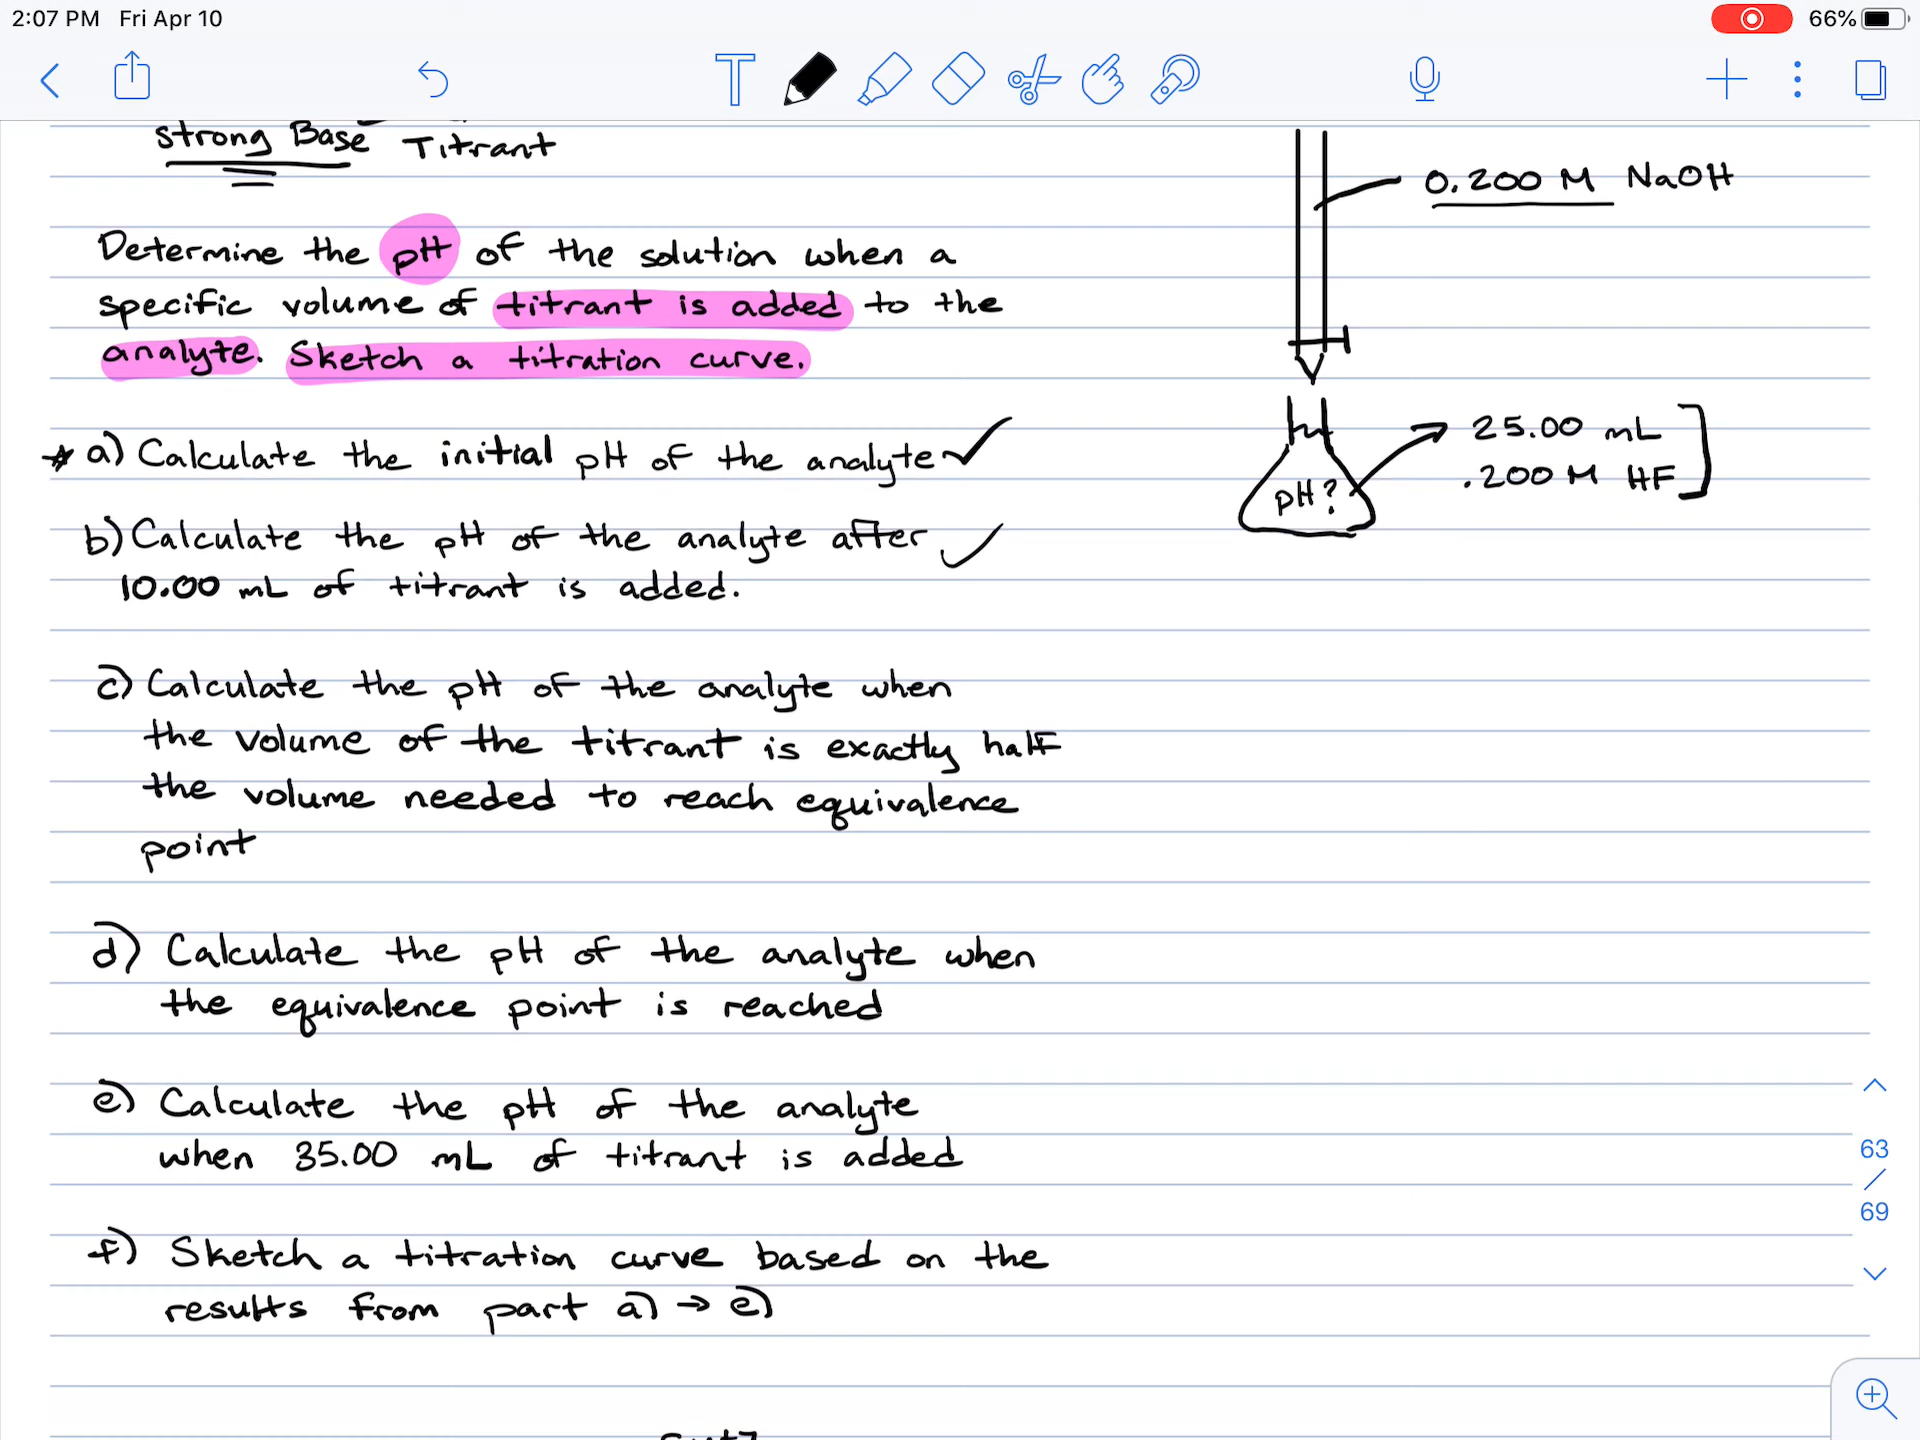 2:07 PM Fri Apr 10
66%
strong Base Titrant
0.200 M NaOH
Determine the pH of the solution when a
specific volume of titrant is added to the
analyte. Sketch a titration curve.
a) Calculate the initial pH of the analyte
25.00 mL
.200 M HF
pH?
b) Calculate the pH of the analyte after
10.00 mL of titrant is added.
c) Calculate the pH of the analyte when
the volume of the titrant is exactly half
the volume needed to reach equivalence
point
d) Calculate the pH of the analyte when
the equivalence point is reached
e) Calculate the pH of the analyte
when 35.00 mL of titrant is added
f) Sketch a titration curve based on the
results from part a) → e)
63
/
69